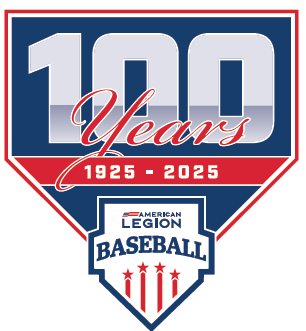 100
Years
1925 - 2025
AMERICAN
LEGION
BASEBALL